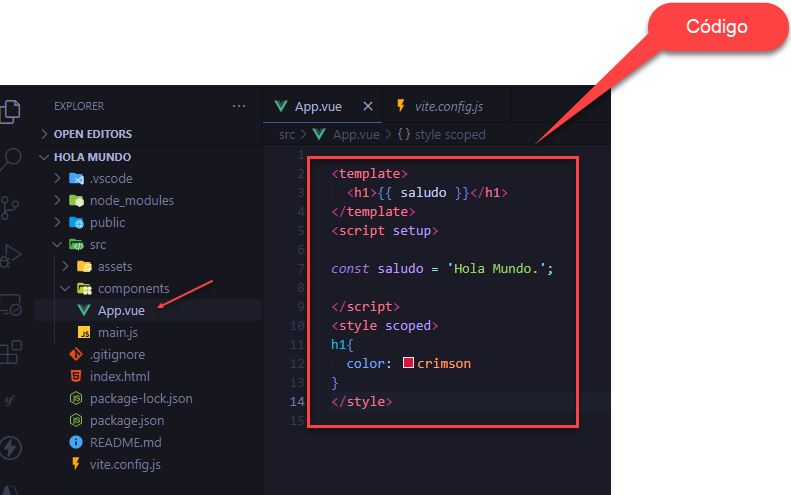 Código
EXPLORER
···
App.vue
vite.config.js
OPEN EDITORS
src > App.vue > { } style scoped
HOLA MUNDO
.vscode
node_modules
public
src
assets
components
App.vue
JS main.js
.gitignore
index.html
package-lock.json
package.json
README.md
vite.config.js
1
2 <template>
3 <h1>{{ saludo }}</h1>
4 </template>
5 <script setup>
6
7 const saludo = 'Hola Mundo.';
8
9 </script>
10 <style scoped>
11 h1{
12 color: crimson
13 }
14 </style>
15